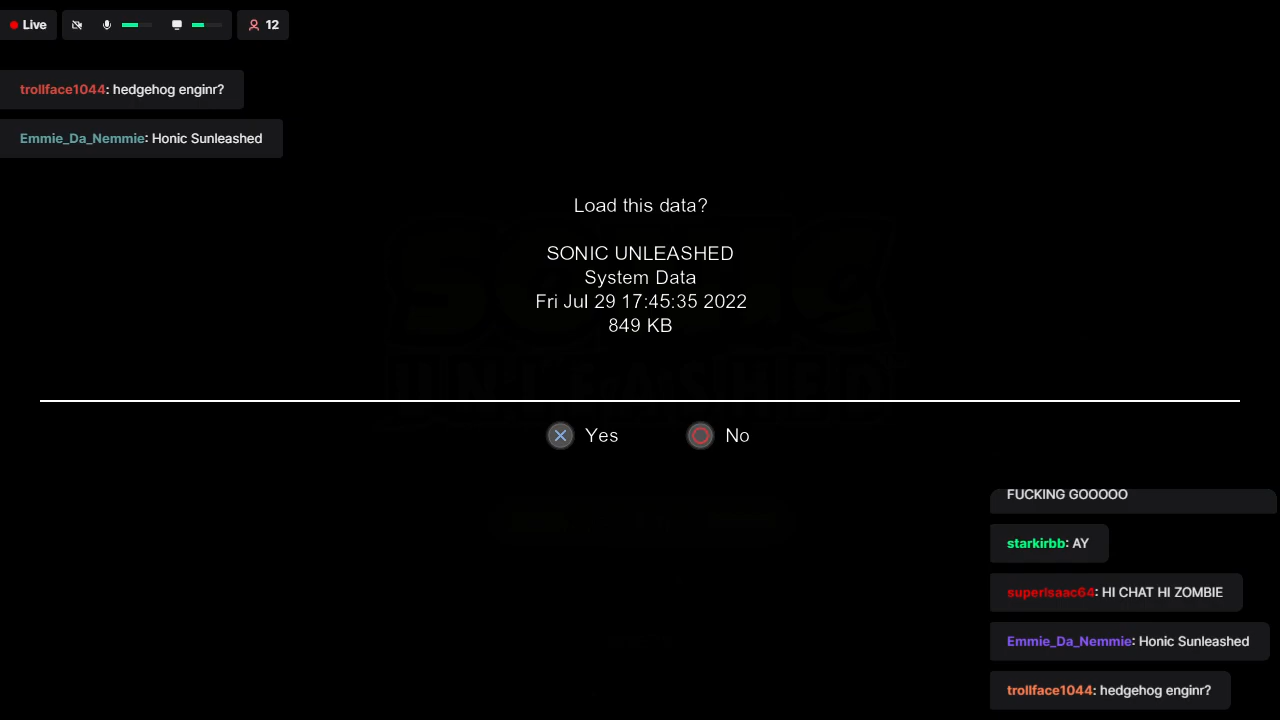 Live
12
trollface1044: hedgehog enginr?
Emmie_Da_Nemmie: Honic Sunleashed
Load this data?
SONIC UNLEASHED
System Data
Fri Jul 29 17:45:35 2022
849 KB
SONIC
UNLEASHED
Yes
No
FUCKING GOOOOO
starkirbb: AY
superIsaac64: HI CHAT HI ZOMBIE
Emmie_Da_Nemmie: Honic Sunleashed
trollface1044: hedgehog enginr?